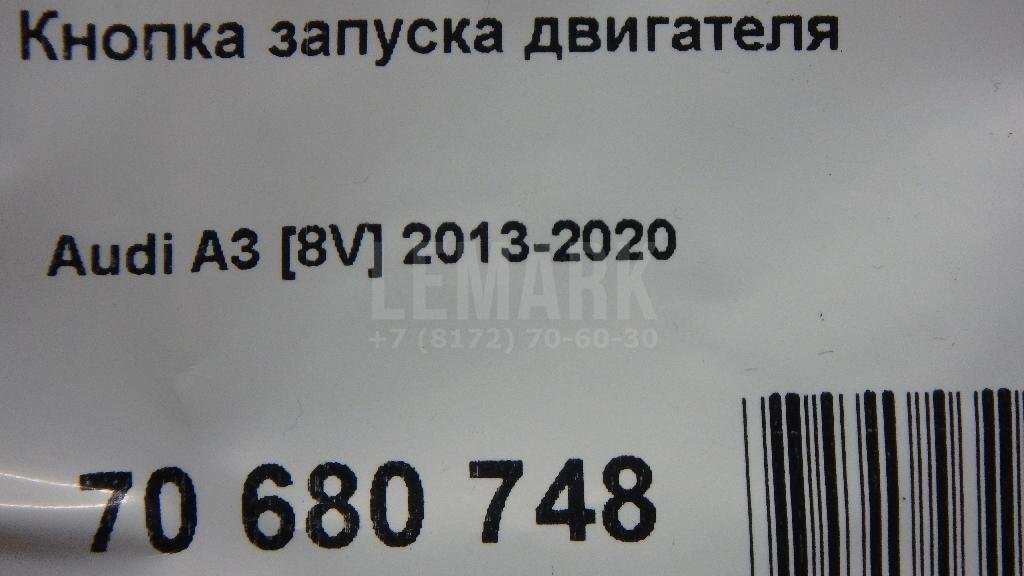 Кнопка запуска двигателя
Audi A3 [8V] 2013-2020
LEMARK
+7 (8172) 70-60-30
70 680 748